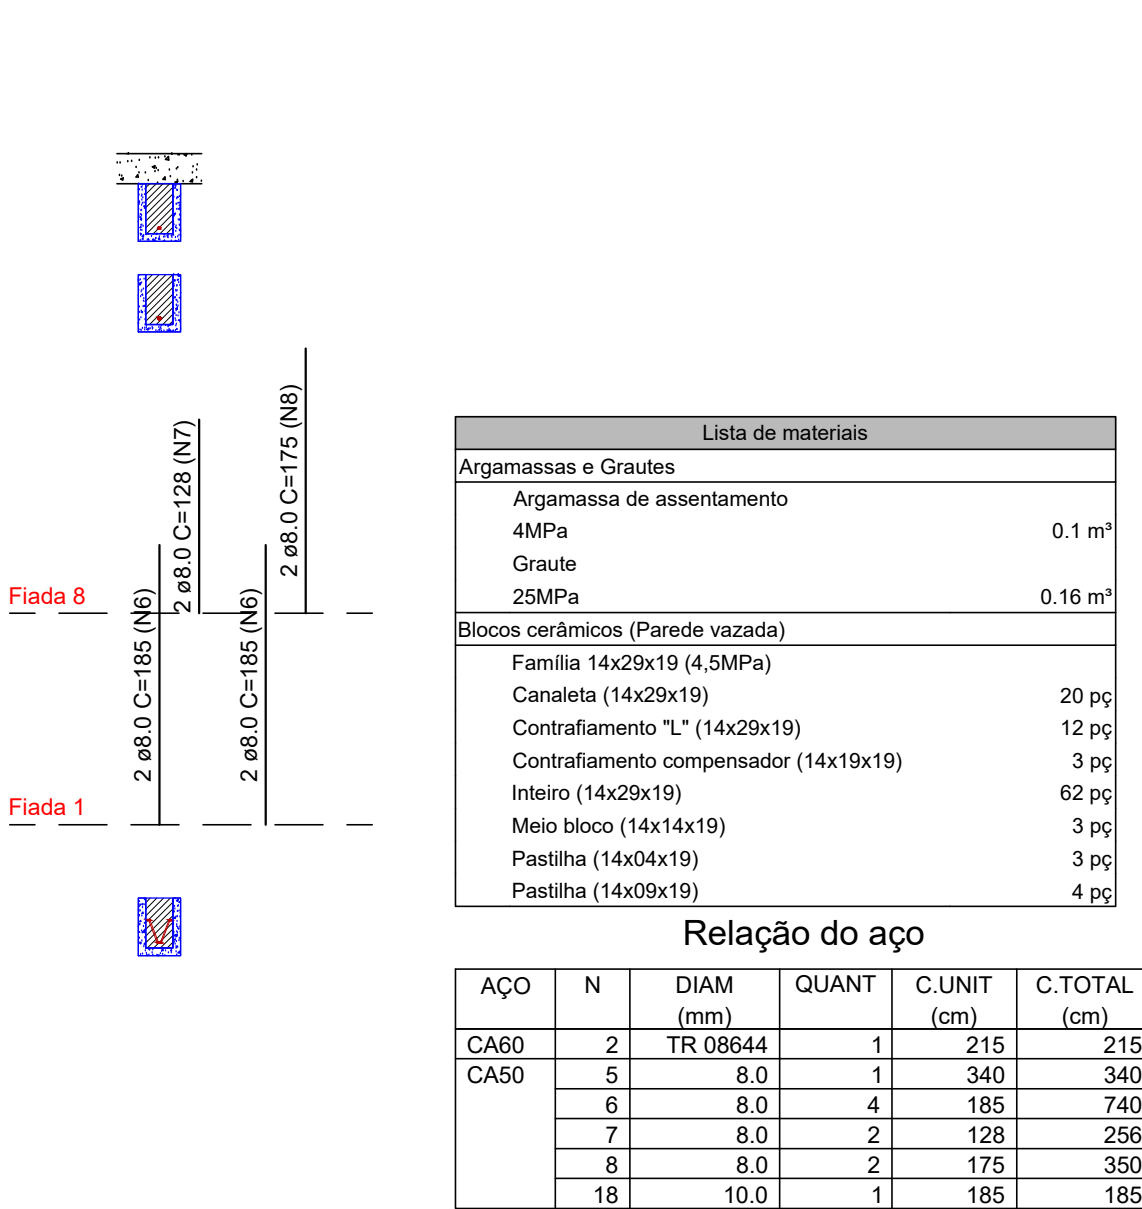 2 ø8.0 C=175 (N8)
2 ø8.0 C=128 (N7)
Fiada 8
2 ø8.0 C=185 (N6)
2 ø8.0 C=185 (N6)
Fiada 1
Lista de materiais
Argamassas e Grautes
Argamassa de assentamento
4MPa 0.1 m³
Graute
25MPa 0.16 m³
Blocos cerâmicos (Parede vazada)
Família 14x29x19 (4,5MPa)
Canaleta (14x29x19) 20 pç
Contrafiamento "L" (14x29x19) 12 pç
Contrafiamento compensador (14x19x19) 3 pç
Inteiro (14x29x19) 62 pç
Meio bloco (14x14x19) 3 pç
Pastilha (14x04x19) 3 pç
Pastilha (14x09x19) 4 pç
Relação do aço
AÇO N DIAM QUANT C.UNIT C.TOTAL
(mm) (cm) (cm)
CA60 2 TR 08644 1 215 215
CA50 5 8.0 1 340 340
6 8.0 4 185 740
7 8.0 2 128 256
8 8.0 2 175 350
18 10.0 1 185 185